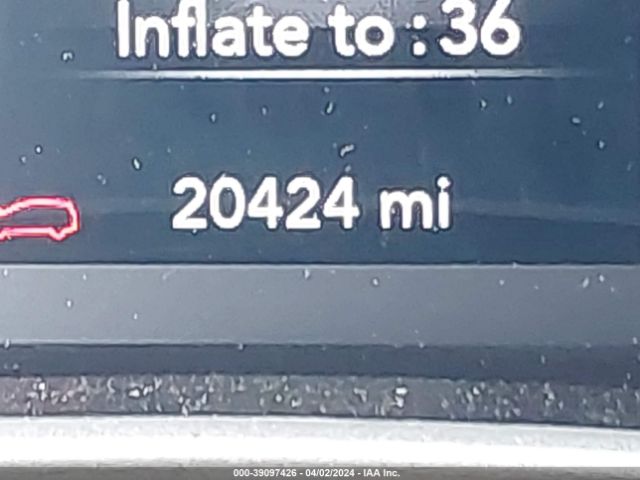 Inflate to : 36
20424 mi
000-39097426 - 04/02/2024 - IAA Inc.